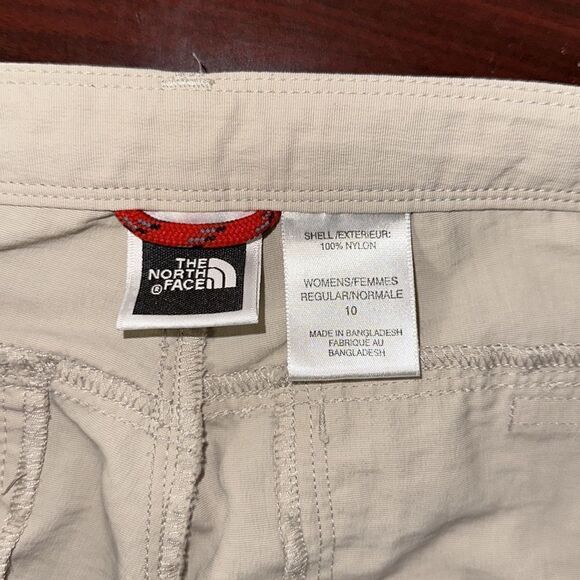 THE
NORTH
® FACE
SHELL/EXTERIEUR:
100% NYLON
WOMENS/FEMMES
REGULAR/NORMALE
10
MADE IN BANGLADESH
FABRIQUE AU
BANGLADESH